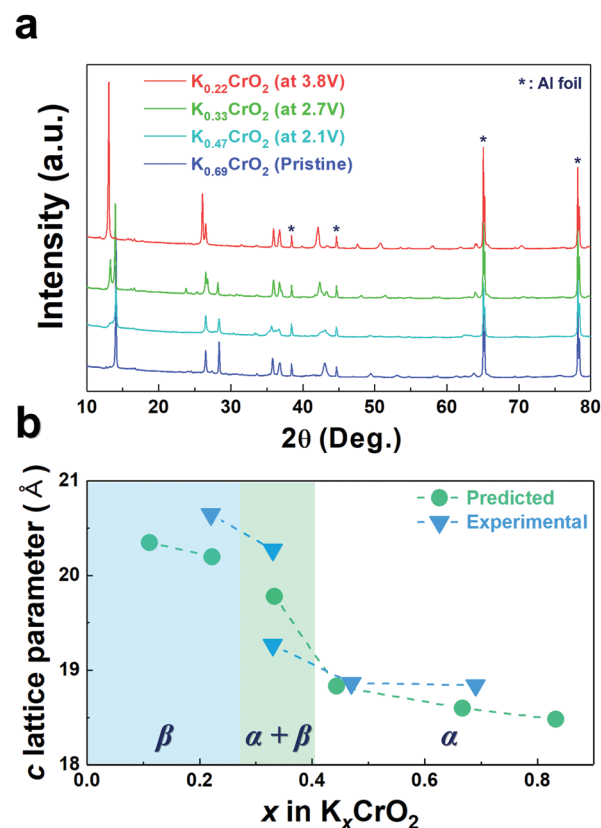 a
K0.22CrO2 (at 3.8V)
K0.33CrO2 (at 2.7V)
K0.47CrO2 (at 2.1V)
K0.69CrO2 (Pristine)
* : Al foil
*
*
*
*
Intensity (a.u.)
10 20 30 40 50 60 70 80
2θ (Deg.)
b
Predicted
Experimental
c lattice parameter (Å)
21
20
19
18
β
α + β
α
0.0 0.2 0.4 0.6 0.8
x in KxCrO2